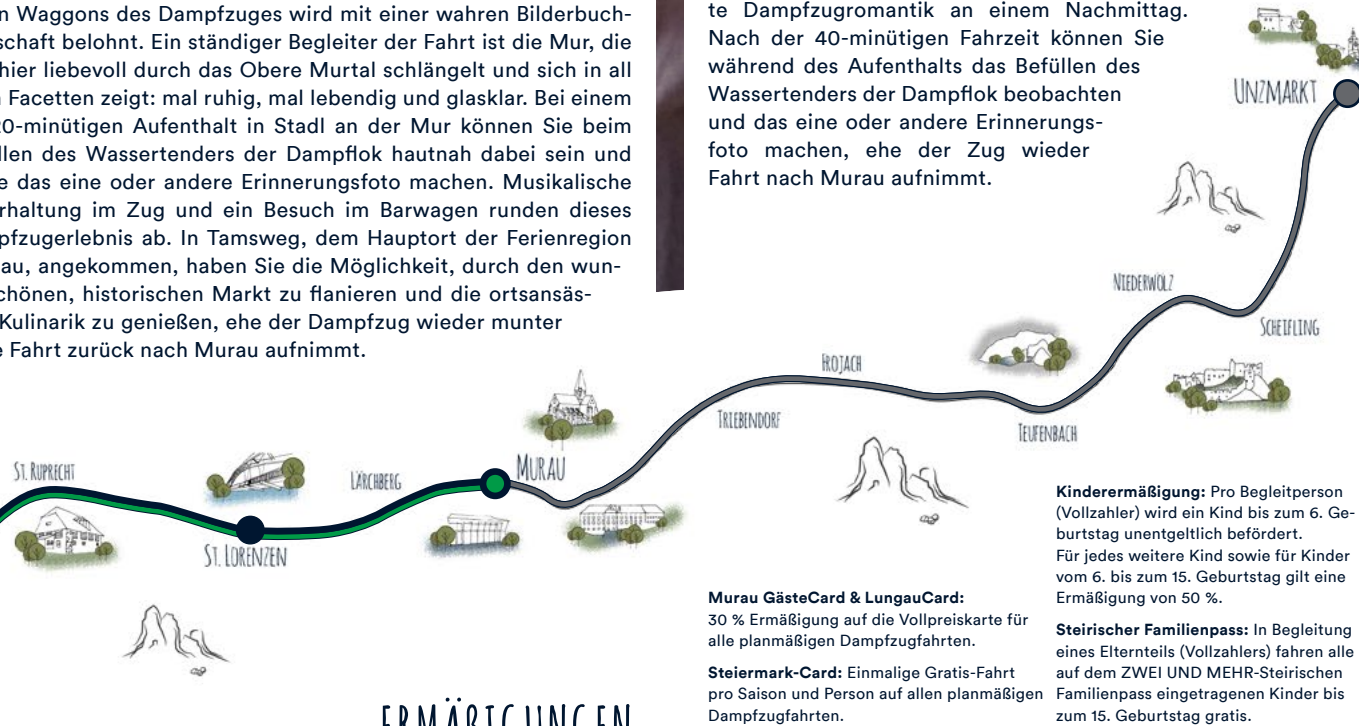 n Waggons des Dampfzuges wird mit einer wahren Bilderbuch-
schaft belohnt. Ein ständiger Begleiter der Fahrt ist die Mur, die
hier liebevoll durch das Obere Murtal schlängelt und sich in all
Facetten zeigt: mal ruhig, mal lebendig und glasklar. Bei einem
20-minütigen Aufenthalt in Stadl an der Mur können Sie beim
llen des Wassertenders der Dampflok hautnah dabei sein und
e das eine oder andere Erinnerungsfoto machen. Musikalische
rhaltung im Zug und ein Besuch im Barwagen runden dieses
pfzugerlebnis ab. In Tamsweg, dem Hauptort der Ferienregion
au, angekommen, haben Sie die Möglichkeit, durch den wun-
chönen, historischen Markt zu flanieren und die ortsansäs-
Kulinarik zu genießen, ehe der Dampfzug wieder munter
e Fahrt zurück nach Murau aufnimmt.
te Dampfzugromantik an einem Nachmittag.
Nach der 40-minütigen Fahrzeit können Sie
während des Aufenthalts das Befüllen des
Wassertenders der Dampflok beobachten
und das eine oder andere Erinnerungs-
foto machen, ehe der Zug wieder
Fahrt nach Murau aufnimmt.
UNZMARKT
NIEDERWÖLZ
SCHEIFLING
FROJACH
TRIEBENDORF
TEUFENBACH
MURAU
LÄRCHBERG
ST. RUPRECHT
ST. LORENZEN
Murau GästeCard & LungauCard:
30 % Ermäßigung auf die Vollpreiskarte für
alle planmäßigen Dampfzugfahrten.
Steiermark-Card: Einmalige Gratis-Fahrt
pro Saison und Person auf allen planmäßigen
Dampfzugfahrten.
Kinderermäßigung: Pro Begleitperson
(Vollzahler) wird ein Kind bis zum 6. Ge-
burtstag unentgeltlich befördert.
Für jedes weitere Kind sowie für Kinder
vom 6. bis zum 15. Geburtstag gilt eine
Ermäßigung von 50 %.
Steirischer Familienpass: In Begleitung
eines Elternteils (Vollzahlers) fahren alle
auf dem ZWEI UND MEHR-Steirischen
Familienpass eingetragenen Kinder bis
zum 15. Geburtstag gratis.
ERMÄßIGUNGEN